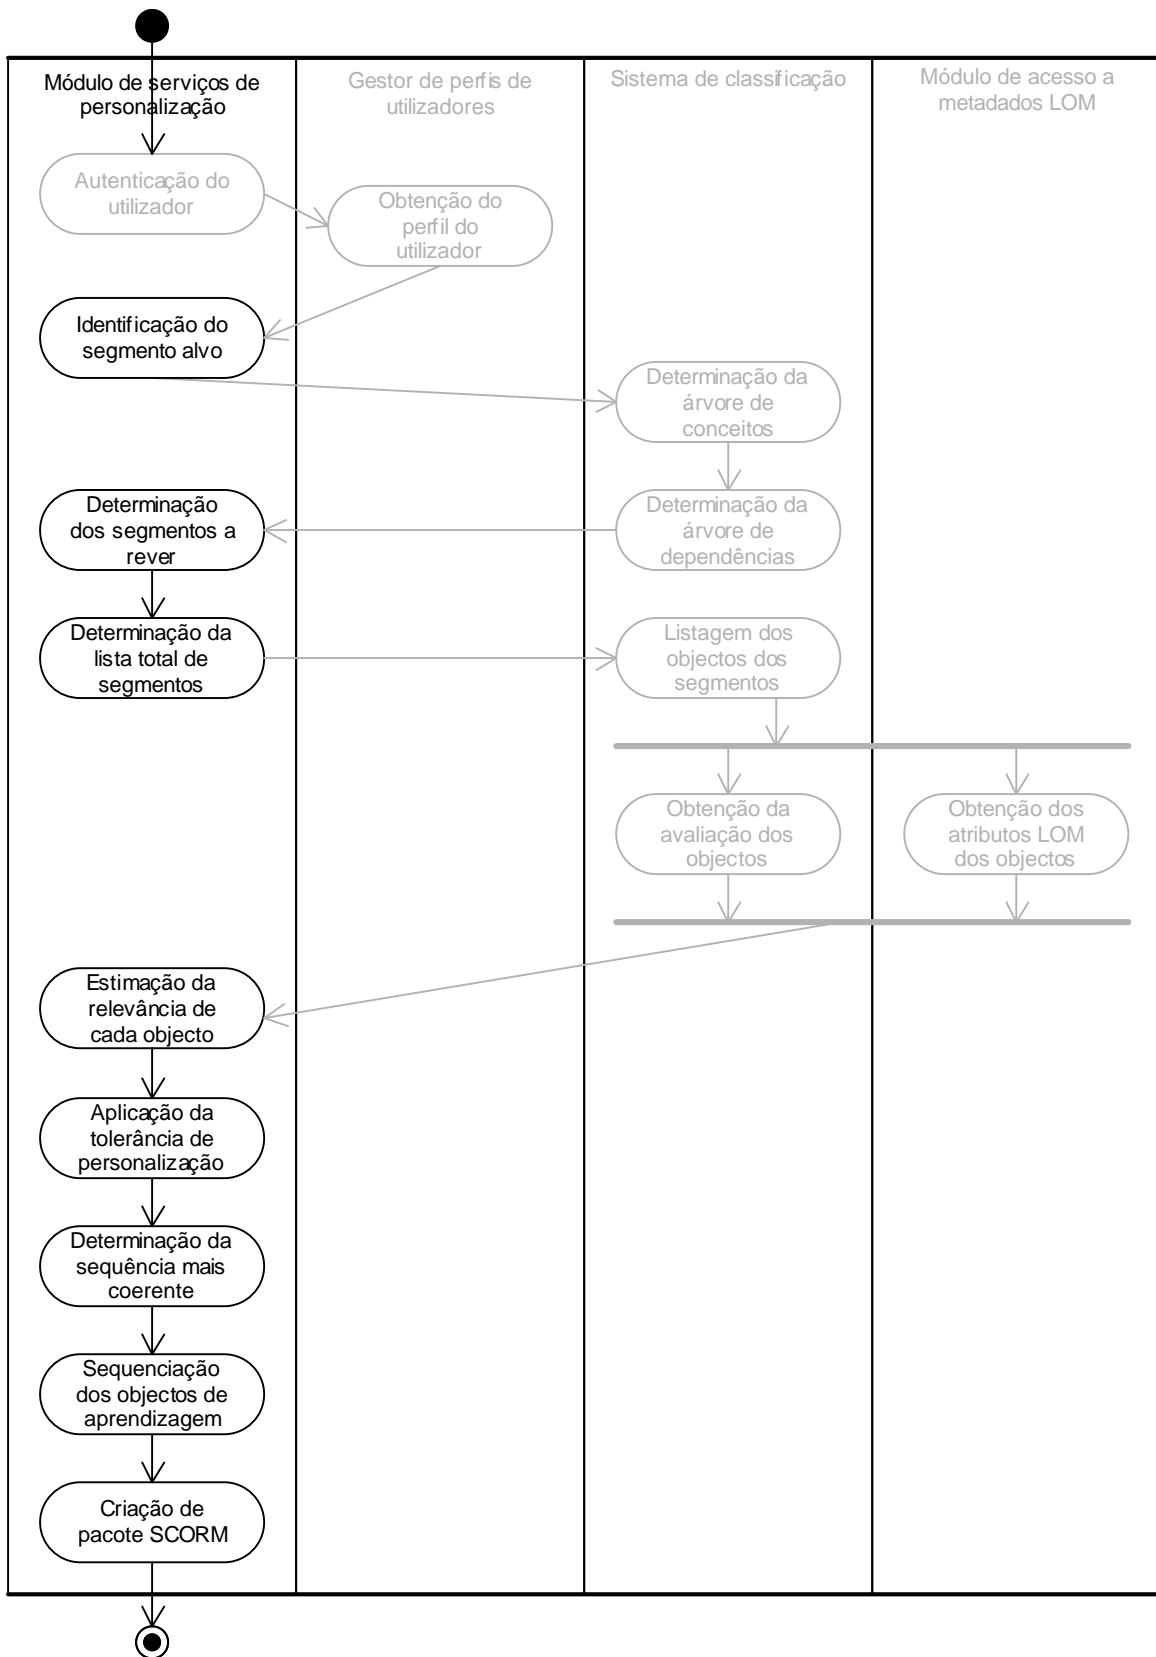 Módulo de serviços de
personalização
Gestor de perfis de
utilizadores
Sistema de classificação
Módulo de acesso a
metadados LOM
Autenticação do
utilizador
Obtenção do
perfil do
utilizador
Identificação do
segmento alvo
Determinação da
árvore de
conceitos
Determinação
dos segmentos a
rever
Determinação da
árvore de
dependências
Determinação da
lista total de
segmentos
Listagem dos
objectos dos
segmentos
Obtenção da
avaliação dos
objectos
Obtenção dos
atributos LOM
dos objectos
Estimação da
relevância de
cada objecto
Aplicação da
tolerância de
personalização
Determinação da
sequência mais
coerente
Sequenciação
dos objectos de
aprendizagem
Criação de
pacote SCORM